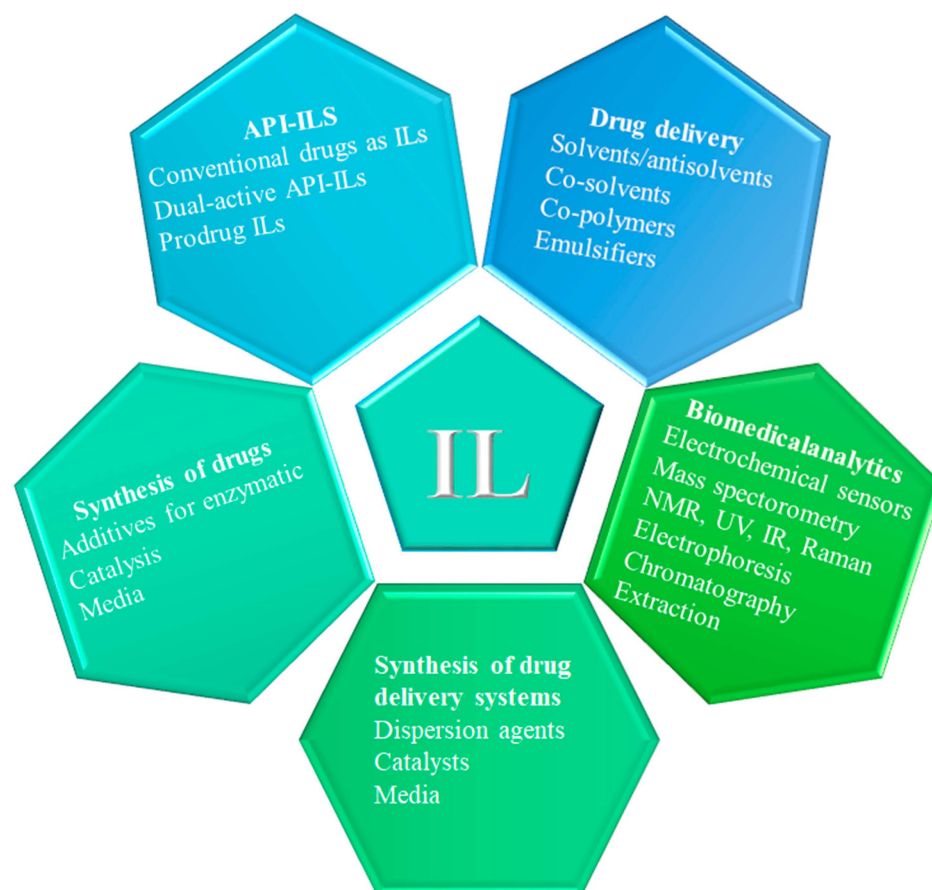 API-ILS
Conventional drugs as ILs
Dual-active API-ILs
Prodrug ILs
Drug delivery
Solvents/antisolvents
Co-solvents
Co-polymers
Emulsifiers
IL
Synthesis of drugs
Additives for enzymatic
Catalysis
Media
Biomedicalanalytics
Electrochemical sensors
Mass spectorometry
NMR, UV, IR, Raman
Electrophoresis
Chromatography
Extraction
Synthesis of drug
delivery systems
Dispersion agents
Catalysts
Media